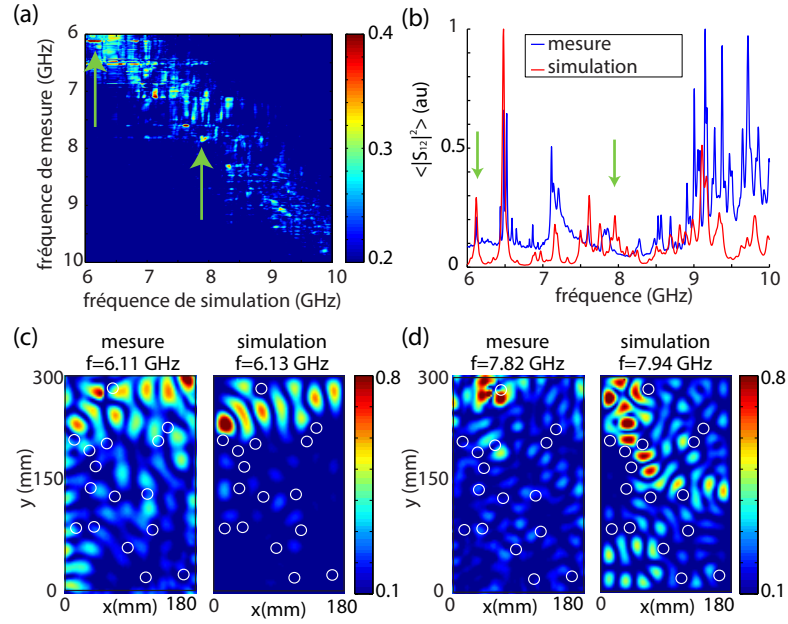 (a)
fréquence de mesure (GHz)
6
7
8
9
10
6 7 8 9 10
fréquence de simulation (GHz)
0.4
0.3
0.2
(b)
<|S₁₂|²> (au)
1
0.5
0
mesure
simulation
6 7 8 9 10
fréquence (GHz)
(c)
mesure
f=6.11 GHz
simulation
f=6.13 GHz
y (mm)
300
150
0
0 x(mm) 180
x(mm) 180
0.8
0.1
(d)
mesure
f=7.82 GHz
simulation
f=7.94 GHz
y (mm)
300
150
0
0 x(mm)
x(mm) 180
0.8
0.1